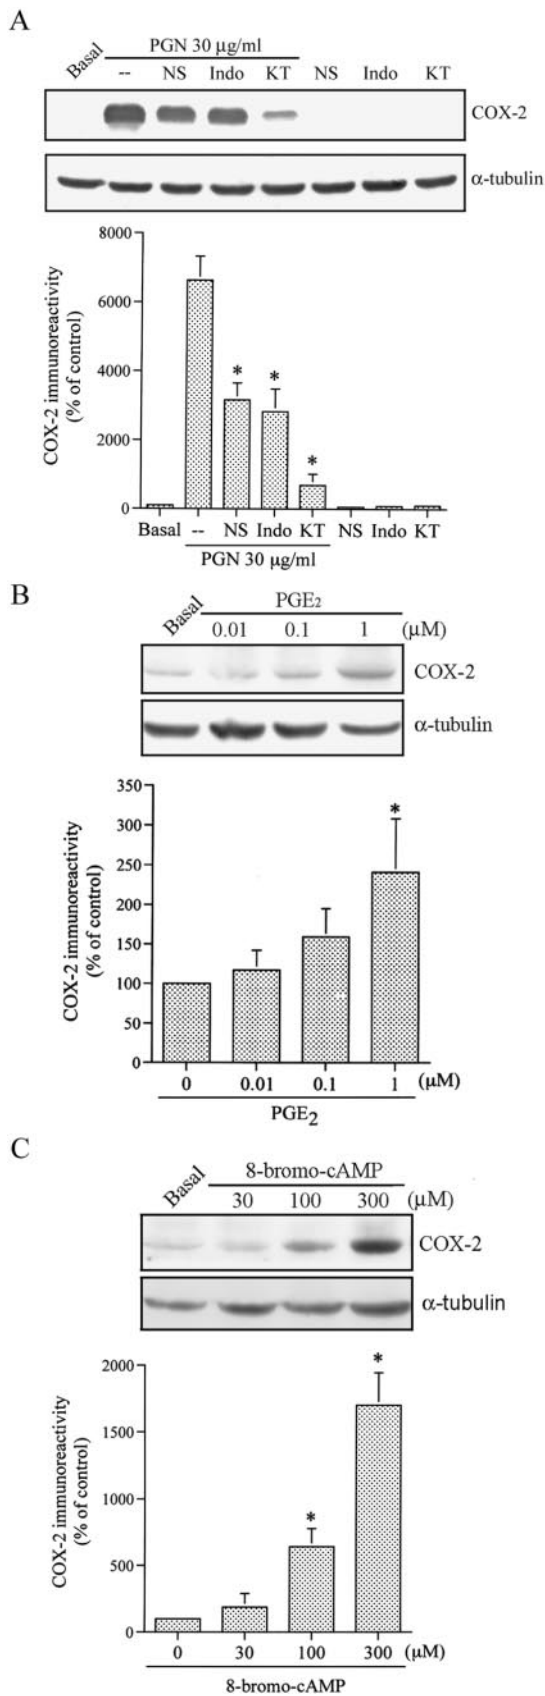 A
PGN 30 µg/ml
Basal -- NS Indo KT NS Indo KT
COX-2
α-tubulin
COX-2 immunoreactivity
(% of control)
8000
6000
4000
2000
0
* * *
Basal -- NS Indo KT NS Indo KT
PGN 30 µg/ml
B
PGE₂
Basal 0.01 0.1 1 (µM)
COX-2
α-tubulin
COX-2 immunoreactivity
(% of control)
350
300
250
200
150
100
50
0
*
0 0.01 0.1 1 (µM)
PGE₂
C
8-bromo-cAMP
Basal 30 100 300 (µM)
COX-2
α-tubulin
COX-2 immunoreactivity
(% of control)
2000
1500
1000
500
0
* *
0 30 100 300 (µM)
8-bromo-cAMP